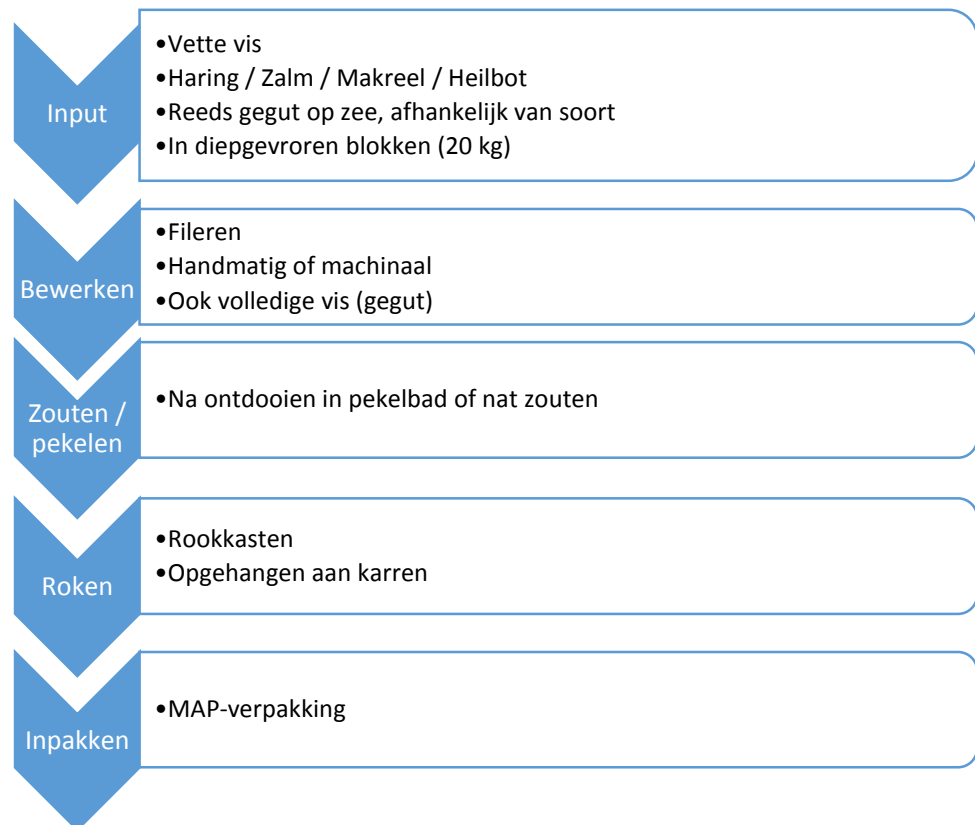 Input
•Vette vis
•Haring / Zalm / Makreel / Heilbot
•Reeds gegut op zee, afhankelijk van soort
•In diepgevroren blokken (20 kg)
Bewerken
•Fileren
•Handmatig of machinaal
•Ook volledige vis (gegut)
Zouten /
pekelen
•Na ontdooien in pekelbad of nat zouten
Roken
•Rookkasten
•Opgehangen aan karren
Inpakken
•MAP-verpakking